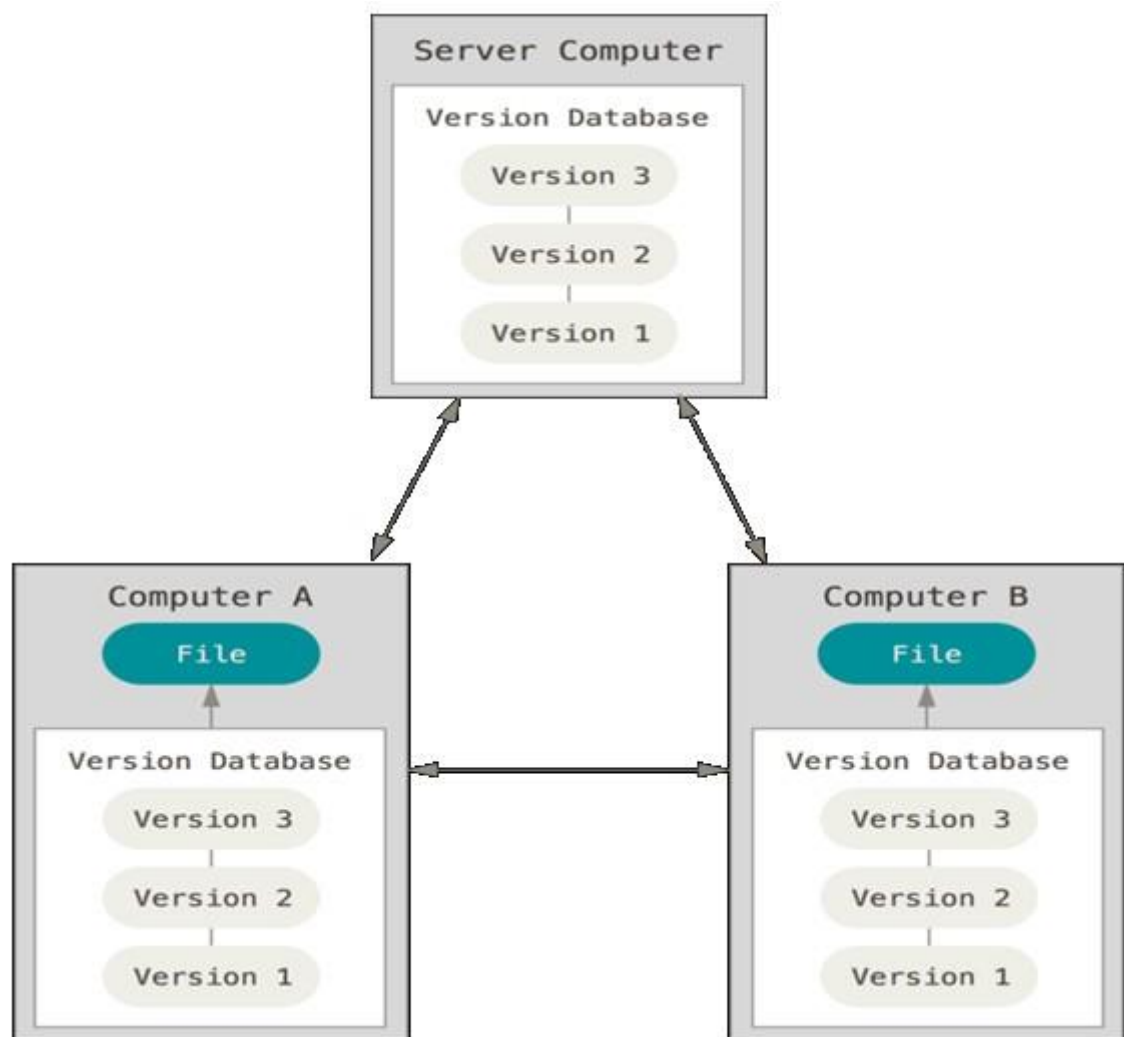 Server Computer
Version Database
Version 3
Version 2
Version 1
Computer A
File
Version Database
Version 3
Version 2
Version 1
Computer B
File
Version Database
Version 3
Version 2
Version 1